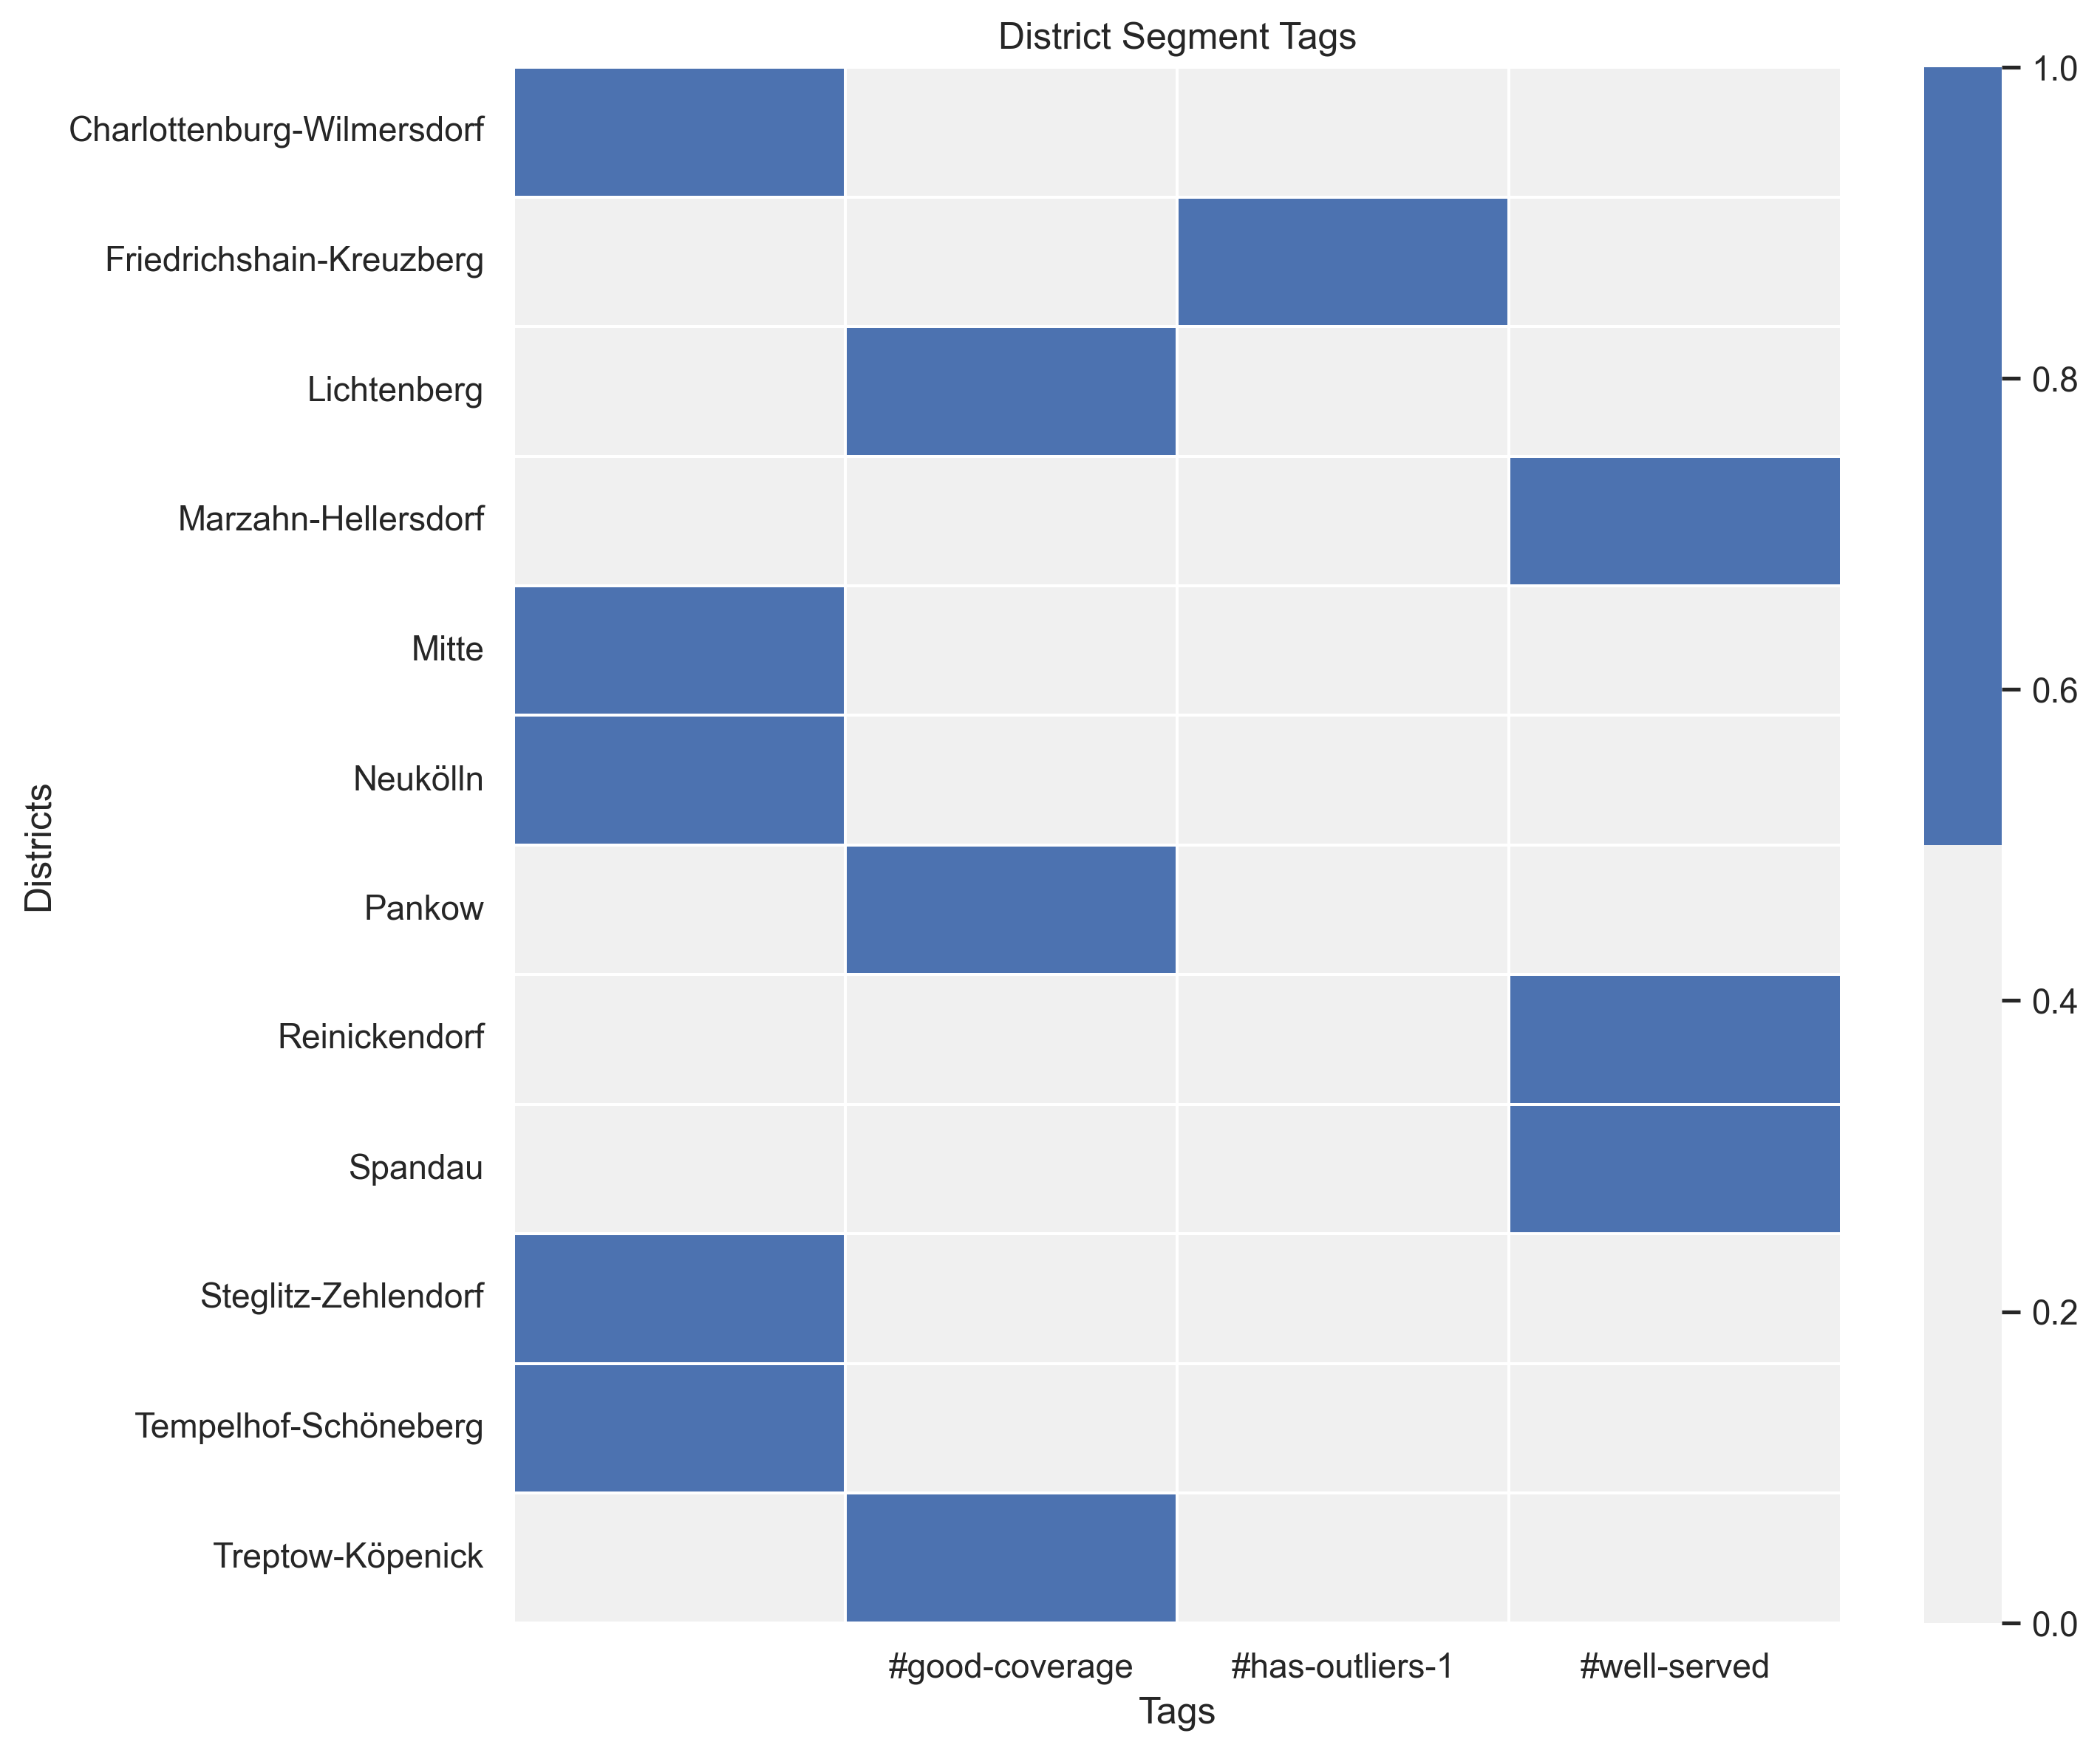 District Segment Tags
Charlottenburg-Wilmersdorf
Friedrichshain-Kreuzberg
Lichtenberg
Marzahn-Hellersdorf
Mitte
Neukölln
Pankow
Reinickendorf
Spandau
Steglitz-Zehlendorf
Tempelhof-Schöneberg
Treptow-Köpenick
Districts
#good-coverage #has-outliers-1 #well-served
Tags
1.0
0.8
0.6
0.4
0.2
0.0